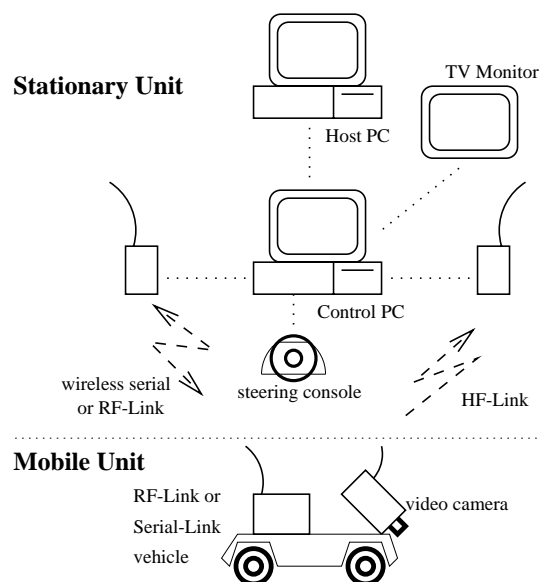 TV Monitor
Stationary Unit
Host PC
Control PC
wireless serial
or RF-Link
steering console
HF-Link
Mobile Unit
RF-Link or
Serial-Link
vehicle
video camera